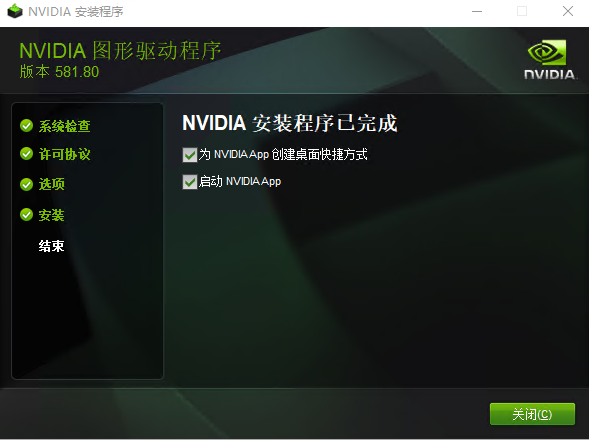 NVIDIA 安装程序
NVIDIA 图形驱动程序
版本 581.80
NVIDIA.
系统检查
许可协议
选项
安装
结束
NVIDIA 安装程序已完成
为 NVIDIA App 创建桌面快捷方式
启动 NVIDIA App
关闭(C)